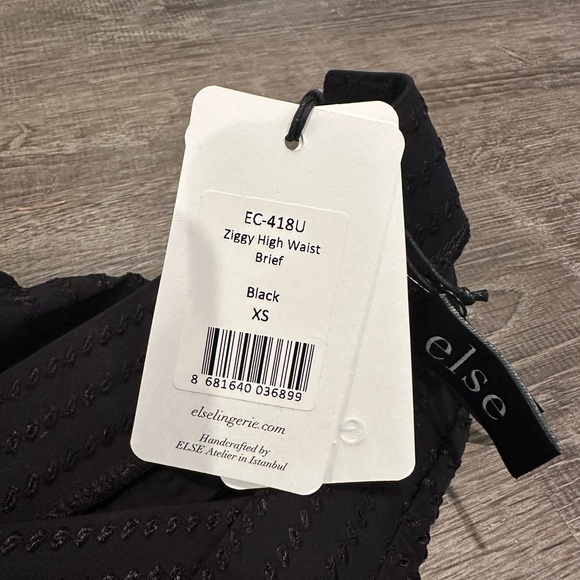 EC-418U
Ziggy High Waist
Brief
Black
XS
8 681640 036899
elselingerie.com
Handcrafted by
ELSE Atelier in Istanbul
else